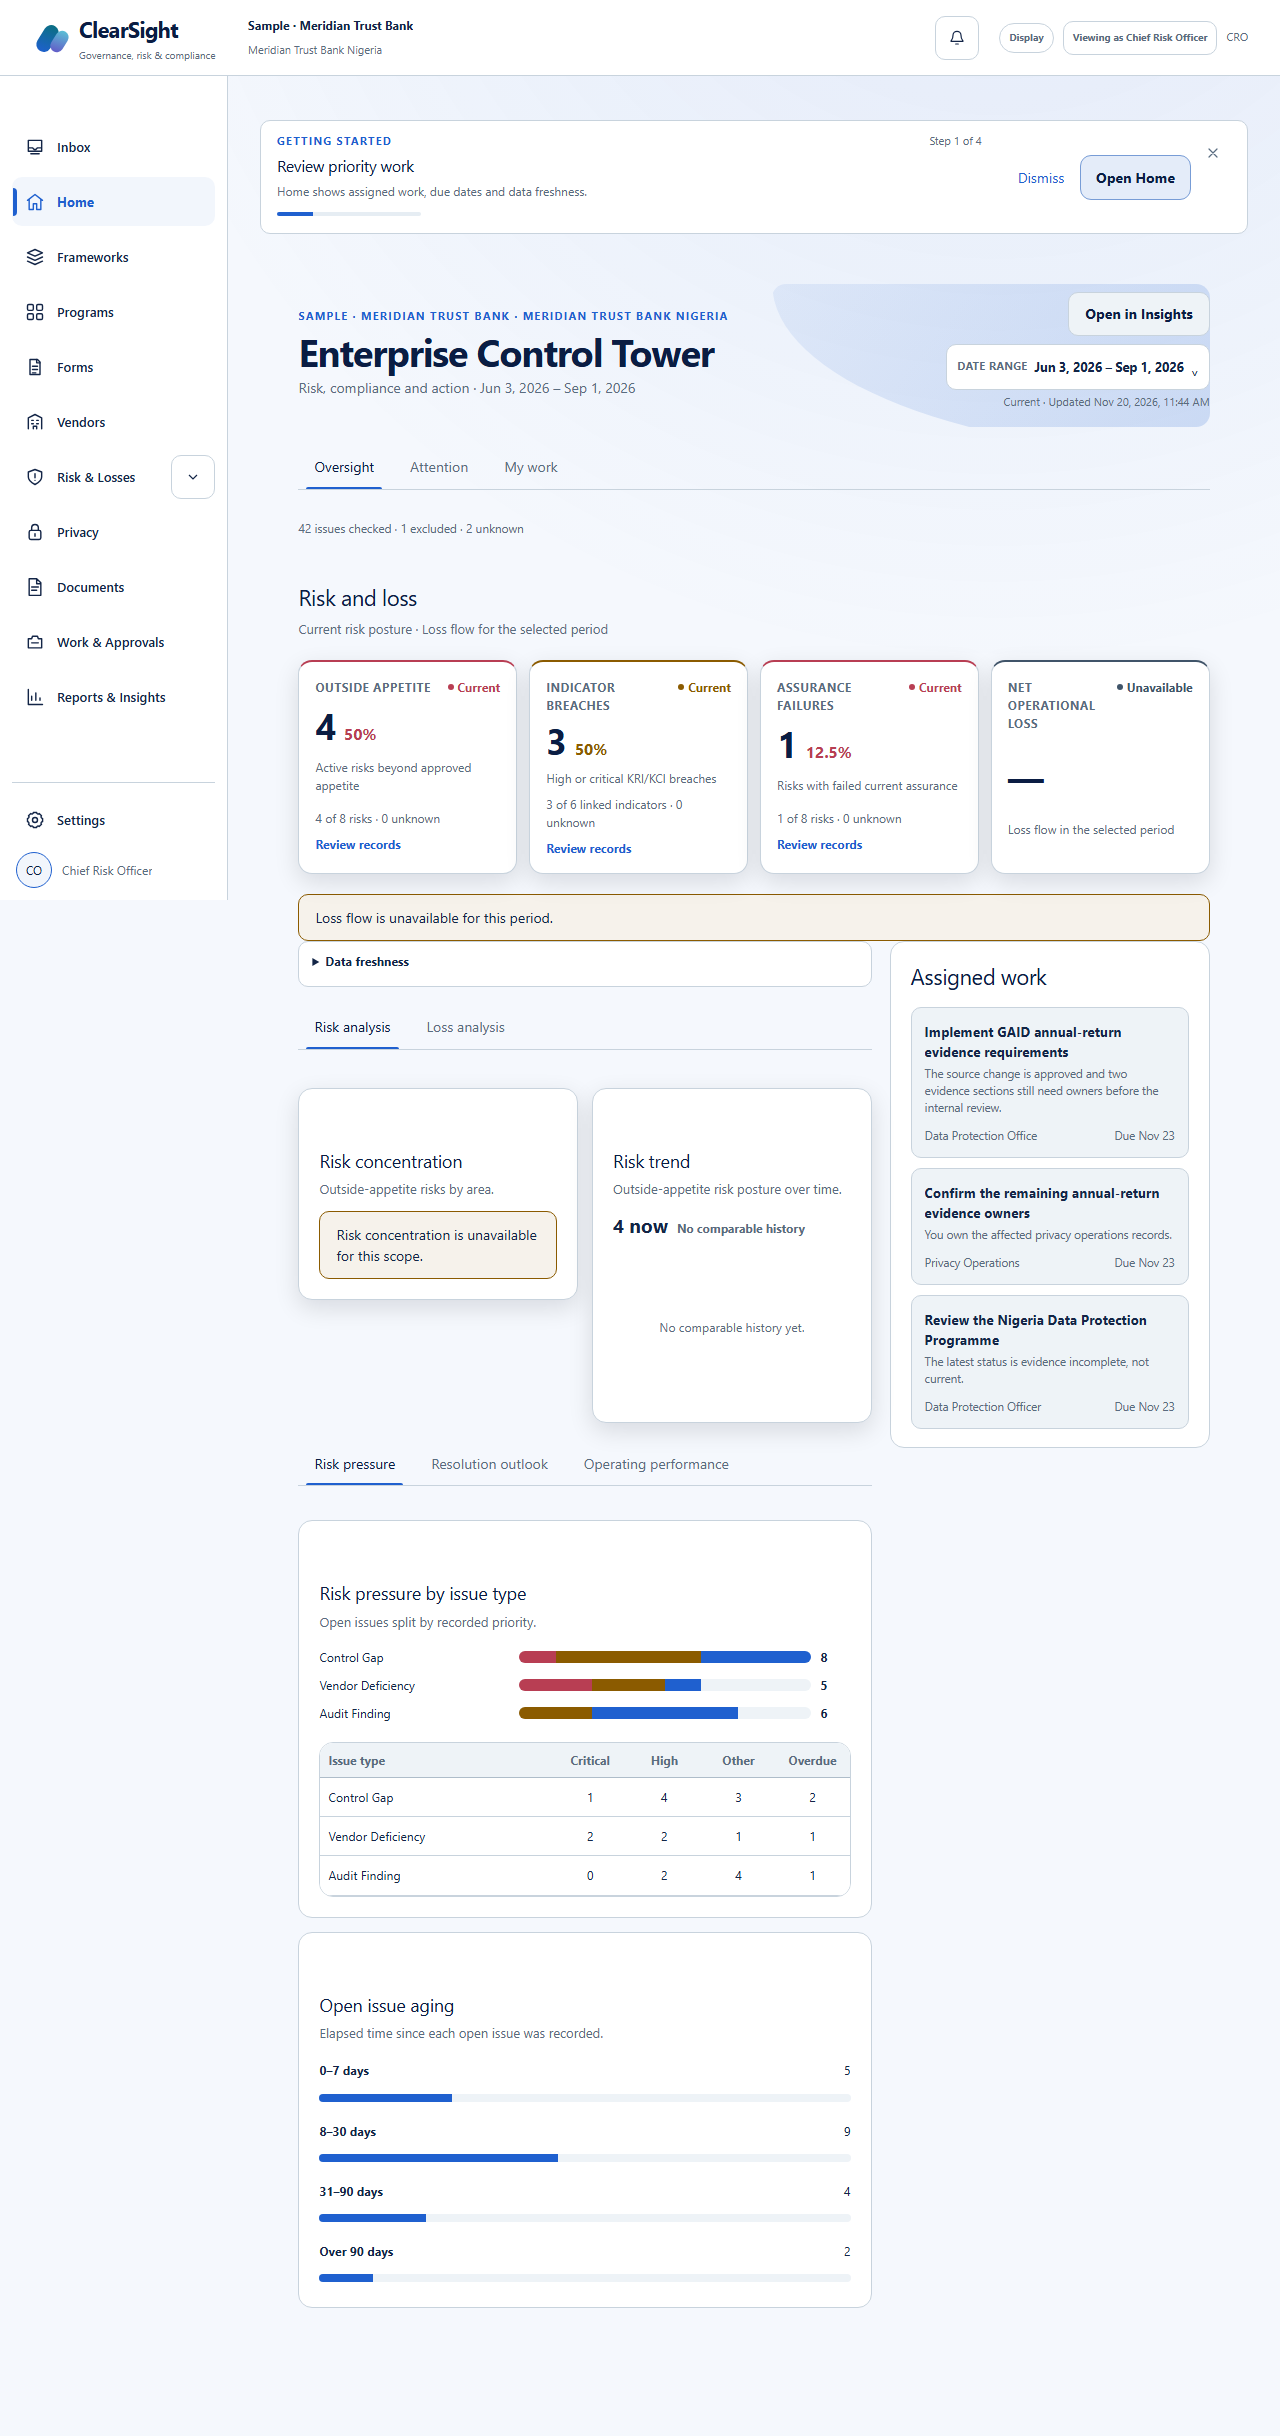 ClearSight
Governance, risk & compliance
Sample · Meridian Trust Bank
Meridian Trust Bank Nigeria
Display
Viewing as Chief Risk Officer
CRO
Inbox
Home
Frameworks
Programs
Forms
Vendors
Risk & Losses
Privacy
Documents
Work & Approvals
Reports & Insights
Settings
CO
Chief Risk Officer
GETTING STARTED
Step 1 of 4
Review priority work
Home shows assigned work, due dates and data freshness.
Dismiss
Open Home
SAMPLE · MERIDIAN TRUST BANK · MERIDIAN TRUST BANK NIGERIA
Enterprise Control Tower
Risk, compliance and action · Jun 3, 2026 – Sep 1, 2026
Open in Insights
DATE RANGE Jun 3, 2026 – Sep 1, 2026
Current · Updated Nov 20, 2026, 11:44 AM
Oversight
Attention
My work
42 issues checked · 1 excluded · 2 unknown
Risk and loss
Current risk posture · Loss flow for the selected period
OUTSIDE APPETITE
Current
4 50%
Active risks beyond approved
appetite
4 of 8 risks · 0 unknown
Review records
INDICATOR
BREACHES
Current
3 50%
High or critical KRI/KCI breaches
3 of 6 linked indicators · 0
unknown
Review records
ASSURANCE
FAILURES
Current
1 12.5%
Risks with failed current assurance
1 of 8 risks · 0 unknown
Review records
NET
OPERATIONAL
LOSS
Unavailable
—
Loss flow in the selected period
Loss flow is unavailable for this period.
Data freshness
Risk analysis
Loss analysis
Risk concentration
Outside-appetite risks by area.
Risk concentration is unavailable
for this scope.
Risk trend
Outside-appetite risk posture over time.
4 now No comparable history
No comparable history yet.
Assigned work
Implement GAID annual-return
evidence requirements
The source change is approved and two
evidence sections still need owners before the
internal review.
Data Protection Office
Due Nov 23
Confirm the remaining annual-return
evidence owners
You own the affected privacy operations records.
Privacy Operations
Due Nov 23
Review the Nigeria Data Protection
Programme
The latest status is evidence incomplete, not
current.
Data Protection Officer
Due Nov 23
Risk pressure
Resolution outlook
Operating performance
Risk pressure by issue type
Open issues split by recorded priority.
Control Gap 8
Vendor Deficiency 5
Audit Finding 6
Issue type Critical High Other Overdue
Control Gap 1 4 3 2
Vendor Deficiency 2 2 1 1
Audit Finding 0 2 4 1
Open issue aging
Elapsed time since each open issue was recorded.
0–7 days 5
8–30 days 9
31–90 days 4
Over 90 days 2